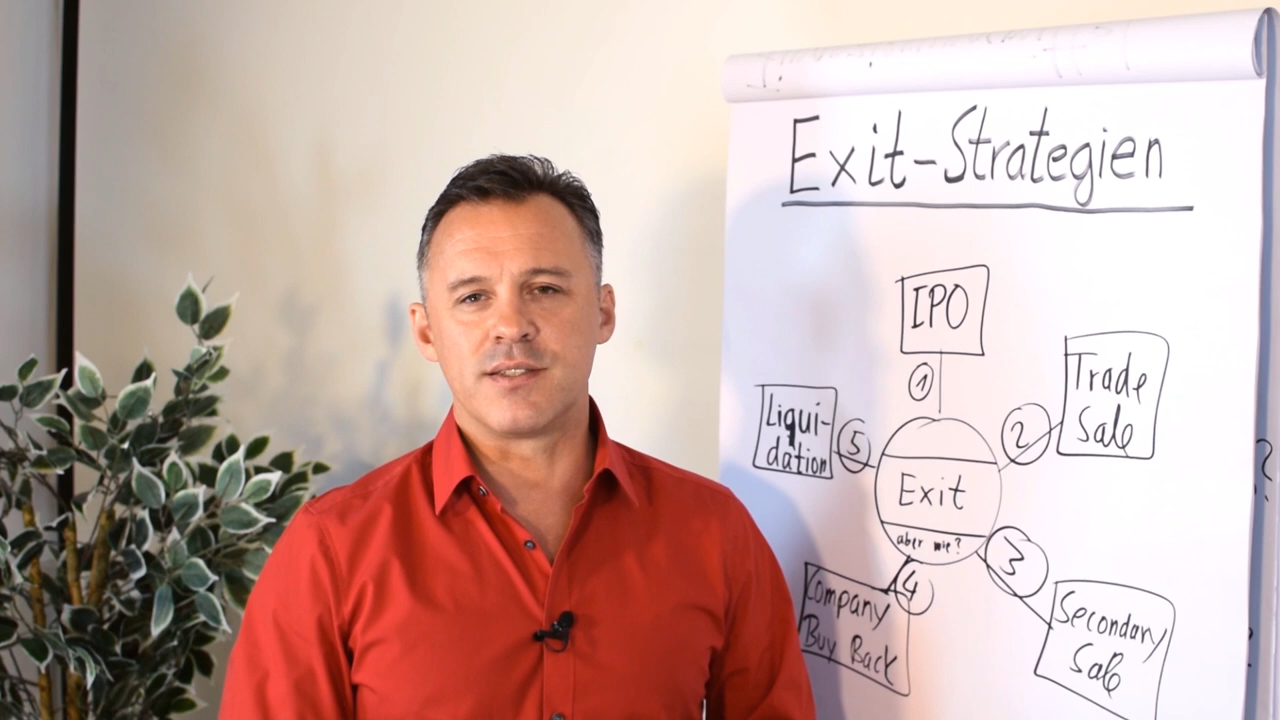 Exit-Strategien
IPO
1
Trade
Sale
2
Liqui-
dation
5
Exit
aber wie?
3
4
Company
Buy Back
Secondary
Sale
?